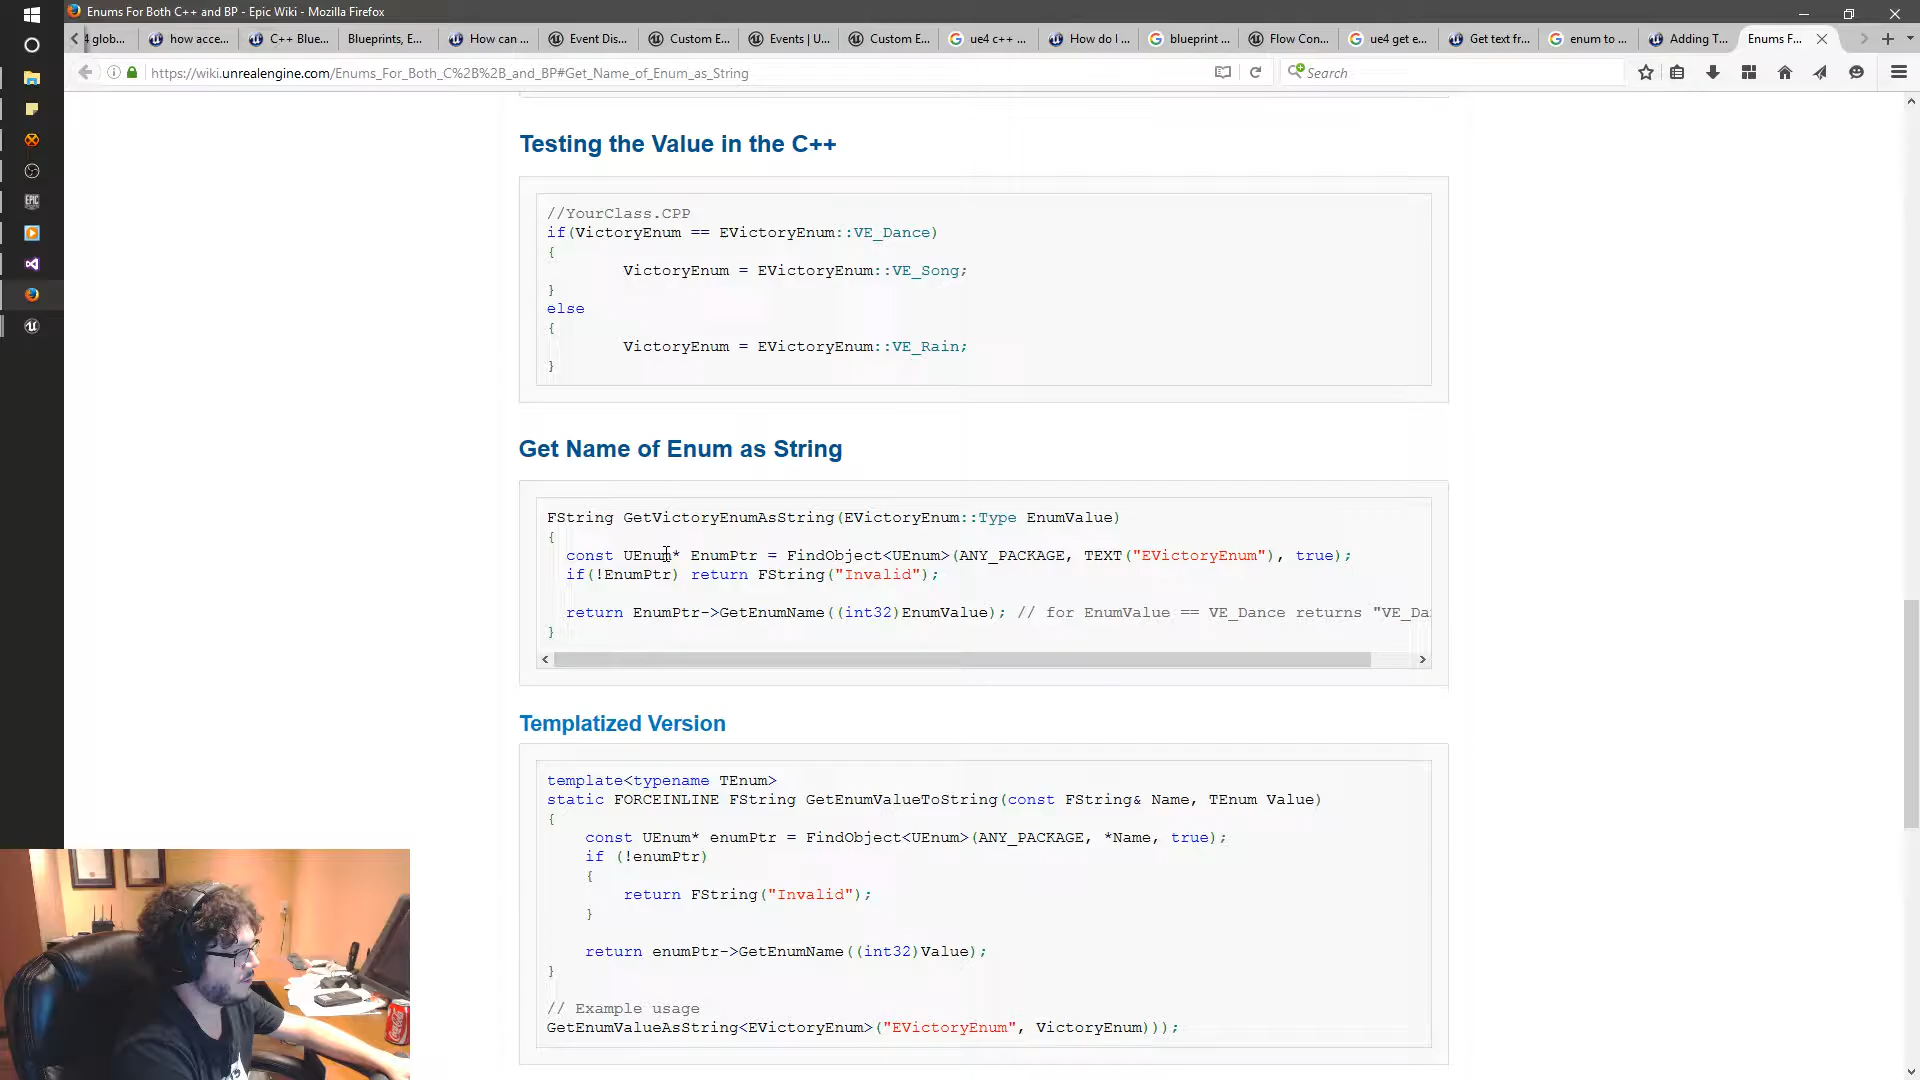 Enums For Both C++ and BP - Epic Wiki - Mozilla Firefox
4 glob...
how acce...
C++ Blue...
Blueprints, E...
How can ...
Event Dis...
Custom E...
Events | U...
Custom E...
ue4 c++ ...
How do I ...
blueprint ...
Flow Con...
ue4 get e...
Get text fr...
enum to ...
Adding T...
Enums F...
https://wiki.unrealengine.com/Enums_For_Both_C%2B%2B_and_BP#Get_Name_of_Enum_as_String
Search
EPIC
Testing the Value in the C++
//YourClass.CPP
if(VictoryEnum == EVictoryEnum::VE_Dance)
{
VictoryEnum = EVictoryEnum::VE_Song;
}
else
{
VictoryEnum = EVictoryEnum::VE_Rain;
}
Get Name of Enum as String
FString GetVictoryEnumAsString(EVictoryEnum::Type EnumValue)
{
const UEnum* EnumPtr = FindObject<UEnum>(ANY_PACKAGE, TEXT("EVictoryEnum"), true);
if(!EnumPtr) return FString("Invalid");
return EnumPtr->GetEnumName((int32)EnumValue); // for EnumValue == VE_Dance returns "VE_Da
}
Templatized Version
template<typename TEnum>
static FORCEINLINE FString GetEnumValueToString(const FString& Name, TEnum Value)
{
const UEnum* enumPtr = FindObject<UEnum>(ANY_PACKAGE, *Name, true);
if (!enumPtr)
{
return FString("Invalid");
}
return enumPtr->GetEnumName((int32)Value);
}
// Example usage
GetEnumValueAsString<EVictoryEnum>("EVictoryEnum", VictoryEnum)));
Coca-Cola